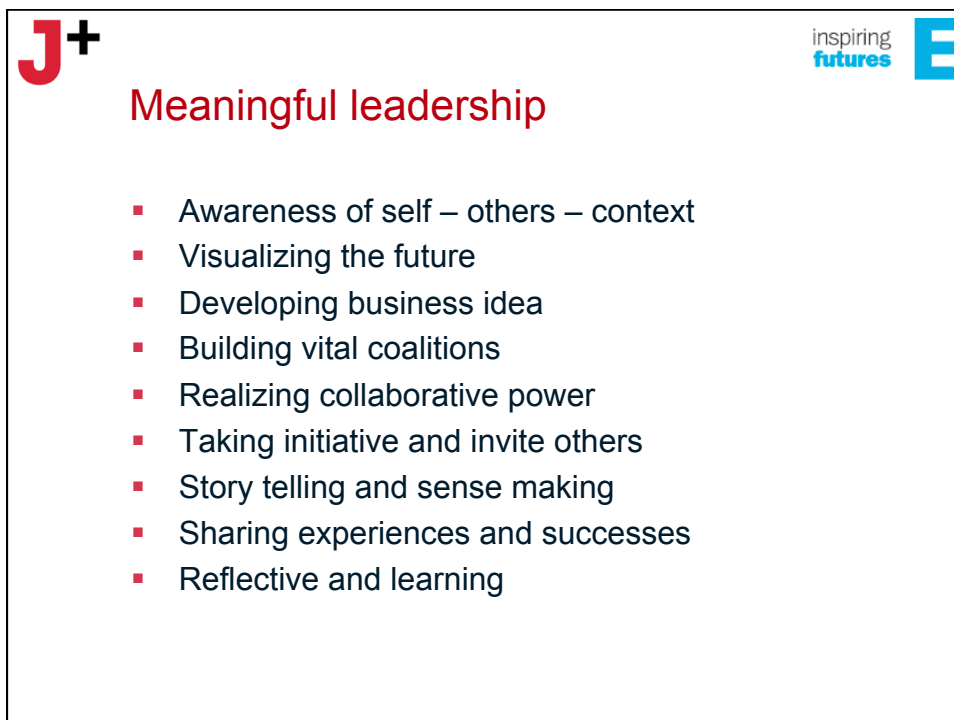 J+
inspiring
futures
E
Meaningful leadership
▪ Awareness of self – others – context
▪ Visualizing the future
▪ Developing business idea
▪ Building vital coalitions
▪ Realizing collaborative power
▪ Taking initiative and invite others
▪ Story telling and sense making
▪ Sharing experiences and successes
▪ Reflective and learning